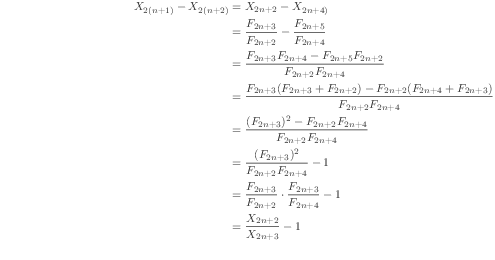 X_{2(n+1)} − X_{2(n+2)} = X_{2n+2} − X_{2n+4)}
= \frac{F_{2n+3}}{F_{2n+2}} − \frac{F_{2n+5}}{F_{2n+4}}
= \frac{F_{2n+3}F_{2n+4} − F_{2n+5}F_{2n+2}}{F_{2n+2}F_{2n+4}}
= \frac{F_{2n+3}(F_{2n+3} + F_{2n+2}) − F_{2n+2}(F_{2n+4} + F_{2n+3})}{F_{2n+2}F_{2n+4}}
= \frac{(F_{2n+3})^2 − F_{2n+2}F_{2n+4}}{F_{2n+2}F_{2n+4}}
= \frac{(F_{2n+3})^2}{F_{2n+2}F_{2n+4}} − 1
= \frac{F_{2n+3}}{F_{2n+2}} · \frac{F_{2n+3}}{F_{2n+4}} − 1
= \frac{X_{2n+2}}{X_{2n+3}} − 1